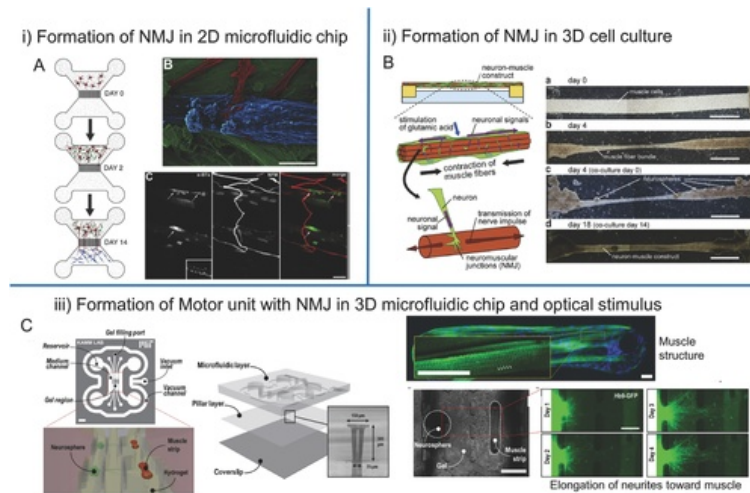 i) Formation of NMJ in 2D microfluidic chip
A
DAY 0
DAY 2
DAY 14
B
C
ii) Formation of NMJ in 3D cell culture
B
neuron-muscle
construct
stimulation
of glutamic acid
neuronal signals
contraction of
muscle fibers
neuron
neuronal
signal
transmission of
nerve impulse
neuromuscular
junctions (NMJ)
a
day 0
muscle cells
b
day 4
muscle fiber bundle
c
day 4 (co-culture day 0)
neurospheres
d
day 18 (co-culture day 14)
neuron-muscle construct
iii) Formation of Motor unit with NMJ in 3D microfluidic chip and optical stimulus
C
KAMM LAB
Gel filling port
Reservoir
Medium
channel
Vacuum
inlet
Vacuum
channel
Gel region
Neurosphere
Muscle
strip
Hydrogel
Microfluidic layer
Pillar layer
Coverslip
Muscle
structure
Neurosphere
Gel
Muscle
strip
Hb9-GFP
Day 1
Day 2
Day 3
Day 4
Elongation of neurites toward muscle